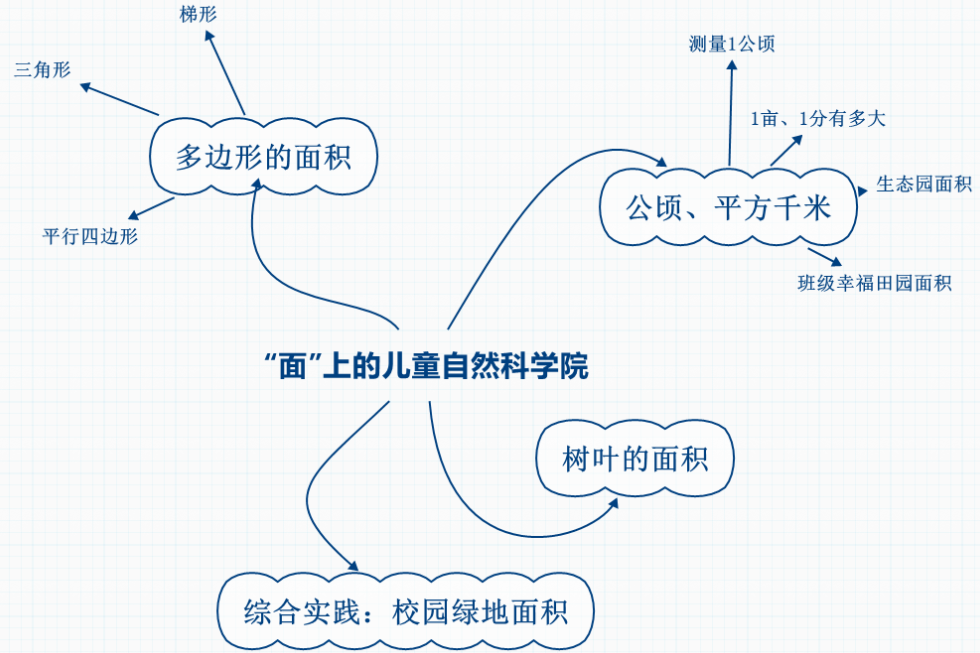 梯形
三角形
多边形的面积
平行四边形
测量1公顷
1亩、1分有多大
生态园面积
公顷、平方千米
班级幸福田园面积
“面”上的儿童自然科学院
树叶的面积
综合实践：校园绿地面积